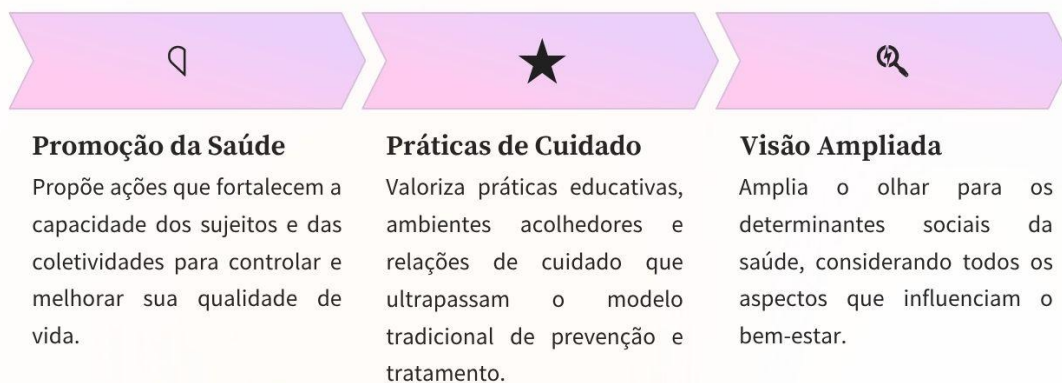 Promoção da Saúde
Propõe ações que fortalecem a
capacidade dos sujeitos e das
coletividades para controlar e
melhorar sua qualidade de
vida.
Práticas de Cuidado
Valoriza práticas educativas,
ambientes acolhedores e
relações de cuidado que
ultrapassam o modelo
tradicional de prevenção e
tratamento.
Visão Ampliada
Amplia o olhar para os
determinantes sociais da
saúde, considerando todos os
aspectos que influenciam o
bem-estar.